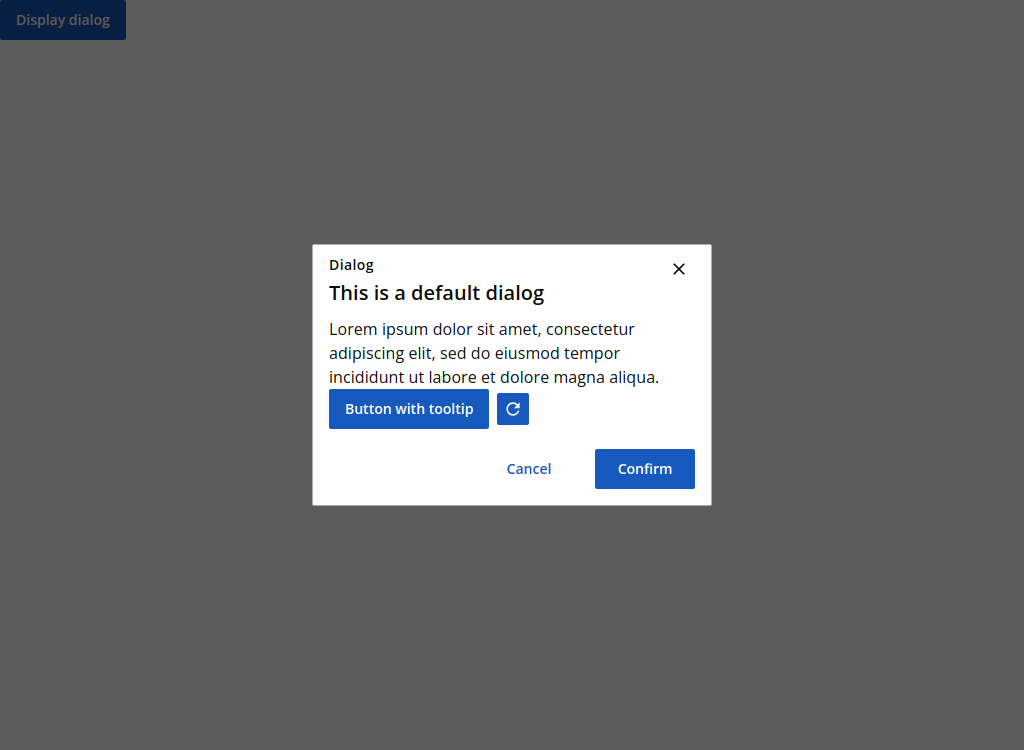 Display dialog
Dialog
This is a default dialog
Lorem ipsum dolor sit amet, consectetur
adipiscing elit, sed do eiusmod tempor
incididunt ut labore et dolore magna aliqua.
Button with tooltip
Cancel
Confirm